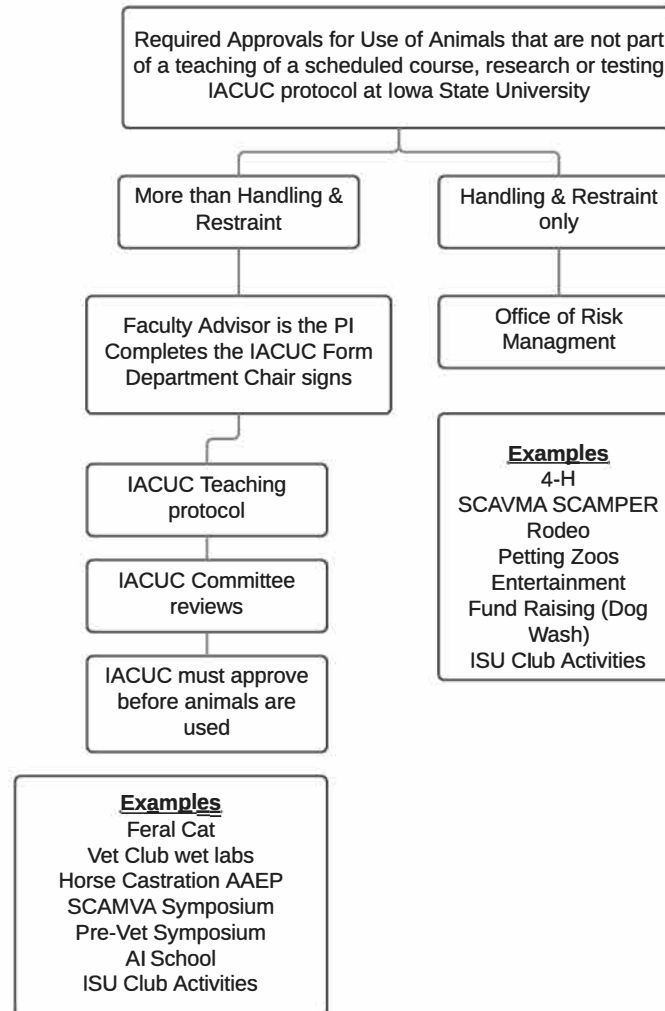 Required Approvals for Use of Animals that are not part
of a teaching of a scheduled course, research or testing
IACUC protocol at Iowa State University
More than Handling &
Restraint
Handling & Restraint
only
Faculty Advisor is the PI
Completes the IACUC Form
Department Chair signs
Office of Risk
Managment
IACUC Teaching
protocol
IACUC Committee
reviews
IACUC must approve
before animals are
used
Examples
4-H
SCAVMA SCAMPER
Rodeo
Petting Zoos
Entertainment
Fund Raising (Dog
Wash)
ISU Club Activities
Examples
Feral Cat
Vet Club wet labs
Horse Castration AAEP
SCAMVA Symposium
Pre-Vet Symposium
AI School
ISU Club Activities